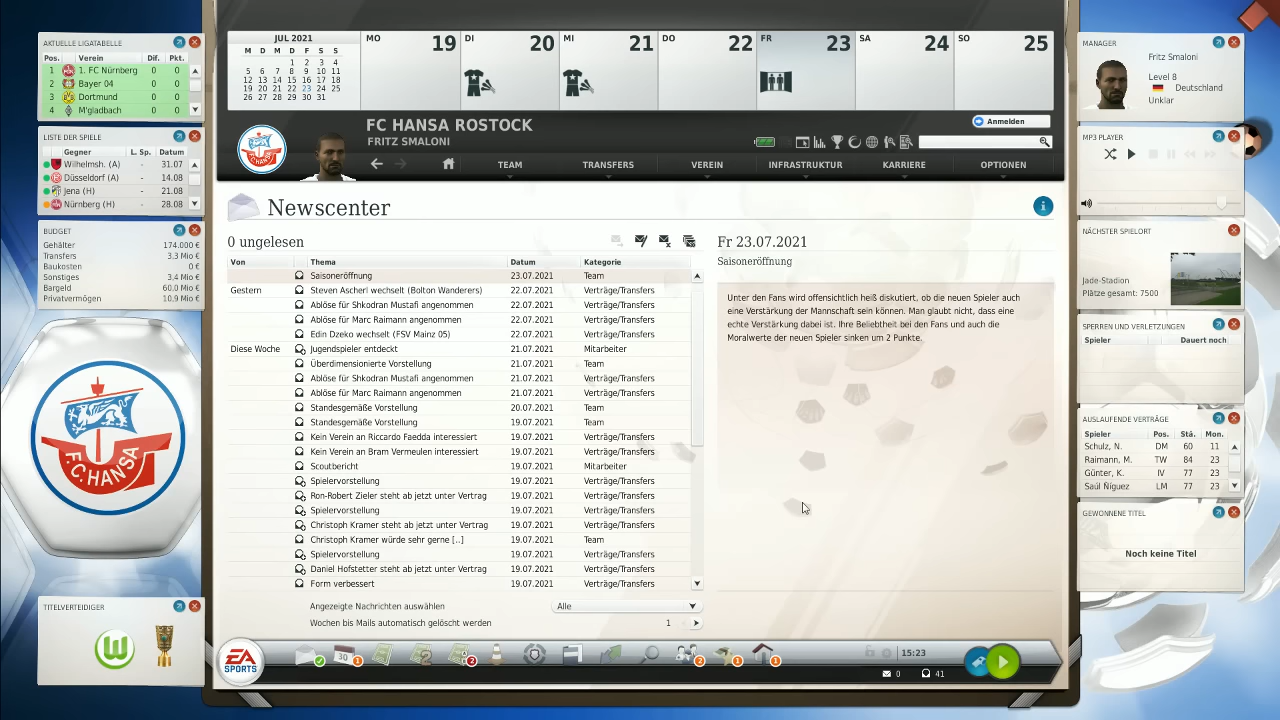 AKTUELLE LIGATABELLE
Pos. Verein Dif. Pkt.
1 1. FC Nürnberg 0 0
2 Bayer 04 0 0
3 Dortmund 0 0
4 M'gladbach 0 0
LISTE DER SPIELE
Gegner L. Sp. Datum
Wilhelmsh. (A) - 31.07
Düsseldorf (A) - 14.08
Jena (H) - 21.08
Nürnberg (H) - 28.08
BUDGET
Gehälter 174.000 €
Transfers 3.3 Mio €
Baukosten 0 €
Sonstiges 3.4 Mio €
Bargeld 60.0 Mio €
Privatvermögen 10.9 Mio €
F.C. HANSA
TITELVERTEIDIGER
JUL 2021
M D M D F S S
1 2 3 4
5 6 7 8 9 10 11
12 13 14 15 16 17 18
19 20 21 22 23 24 25
26 27 28 29 30 31
MO 19 DI 20 MI 21 DO 22 FR 23 SA 24 SO 25
FC HANSA ROSTOCK
FRITZ SMALONI
Anmelden
TEAM TRANSFERS VEREIN INFRASTRUKTUR KARRIERE OPTIONEN
Newscenter
0 ungelesen
Von Thema Datum Kategorie
Saisoneröffnung 23.07.2021 Team
Gestern Steven Ascheri wechselt (Bolton Wanderers) 22.07.2021 Verträge/Transfers
Ablöse für Shkodran Mustafi angenommen 22.07.2021 Verträge/Transfers
Ablöse für Marc Raimann angenommen 22.07.2021 Verträge/Transfers
Edin Dzeko wechselt (FSV Mainz 05) 22.07.2021 Verträge/Transfers
Diese Woche Jugendspieler entdeckt 21.07.2021 Mitarbeiter
Überdimensionierte Vorstellung 21.07.2021 Team
Ablöse für Shkodran Mustafi angenommen 21.07.2021 Verträge/Transfers
Ablöse für Marc Raimann angenommen 21.07.2021 Verträge/Transfers
Standesgemäße Vorstellung 20.07.2021 Team
Standesgemäße Vorstellung 19.07.2021 Team
Kein Verein an Riccardo Faedda interessiert 19.07.2021 Verträge/Transfers
Kein Verein an Bram Vermeulen interessiert 19.07.2021 Verträge/Transfers
Scoutbericht 19.07.2021 Mitarbeiter
Spielervorstellung 19.07.2021 Verträge/Transfers
Ron-Robert Zieler steht ab jetzt unter Vertrag 19.07.2021 Verträge/Transfers
Spielervorstellung 19.07.2021 Verträge/Transfers
Christoph Kramer steht ab jetzt unter Vertrag 19.07.2021 Verträge/Transfers
Christoph Kramer würde sehr gerne [..] 19.07.2021 Team
Spielervorstellung 19.07.2021 Verträge/Transfers
Daniel Hofstetter steht ab jetzt unter Vertrag 19.07.2021 Verträge/Transfers
Form verbessert 19.07.2021 Verträge/Transfers
Angezeigte Nachrichten auswählen Alle
Wochen bis Mails automatisch gelöscht werden 1
Fr 23.07.2021
Saisoneröffnung
Unter den Fans wird offensichtlich heiß diskutiert, ob die neuen Spieler auch
eine Verstärkung der Mannschaft sein können. Man glaubt nicht, dass eine
echte Verstärkung dabei ist. Ihre Beliebtheit bei den Fans und auch die
Moralwerte der neuen Spieler sinken um 2 Punkte.
EA SPORTS
30 1 2 2 2 1 1
15:23
0 41
MANAGER
Fritz Smaloni
Level 8
Deutschland
Unklar
MP3 PLAYER
NÄCHSTER SPIELORT
Jade-Stadion
Plätze gesamt: 7500
SPERREN UND VERLETZUNGEN
Spieler Dauert noch
AUSLAUFENDE VERTRÄGE
Spieler Pos. Stä. Mon.
Schulz, N. DM 60 11
Raimann, M. TW 84 23
Günter, K. IV 77 23
Saúl Ñíguez LM 77 23
GEWONNENE TITEL
Noch keine Titel